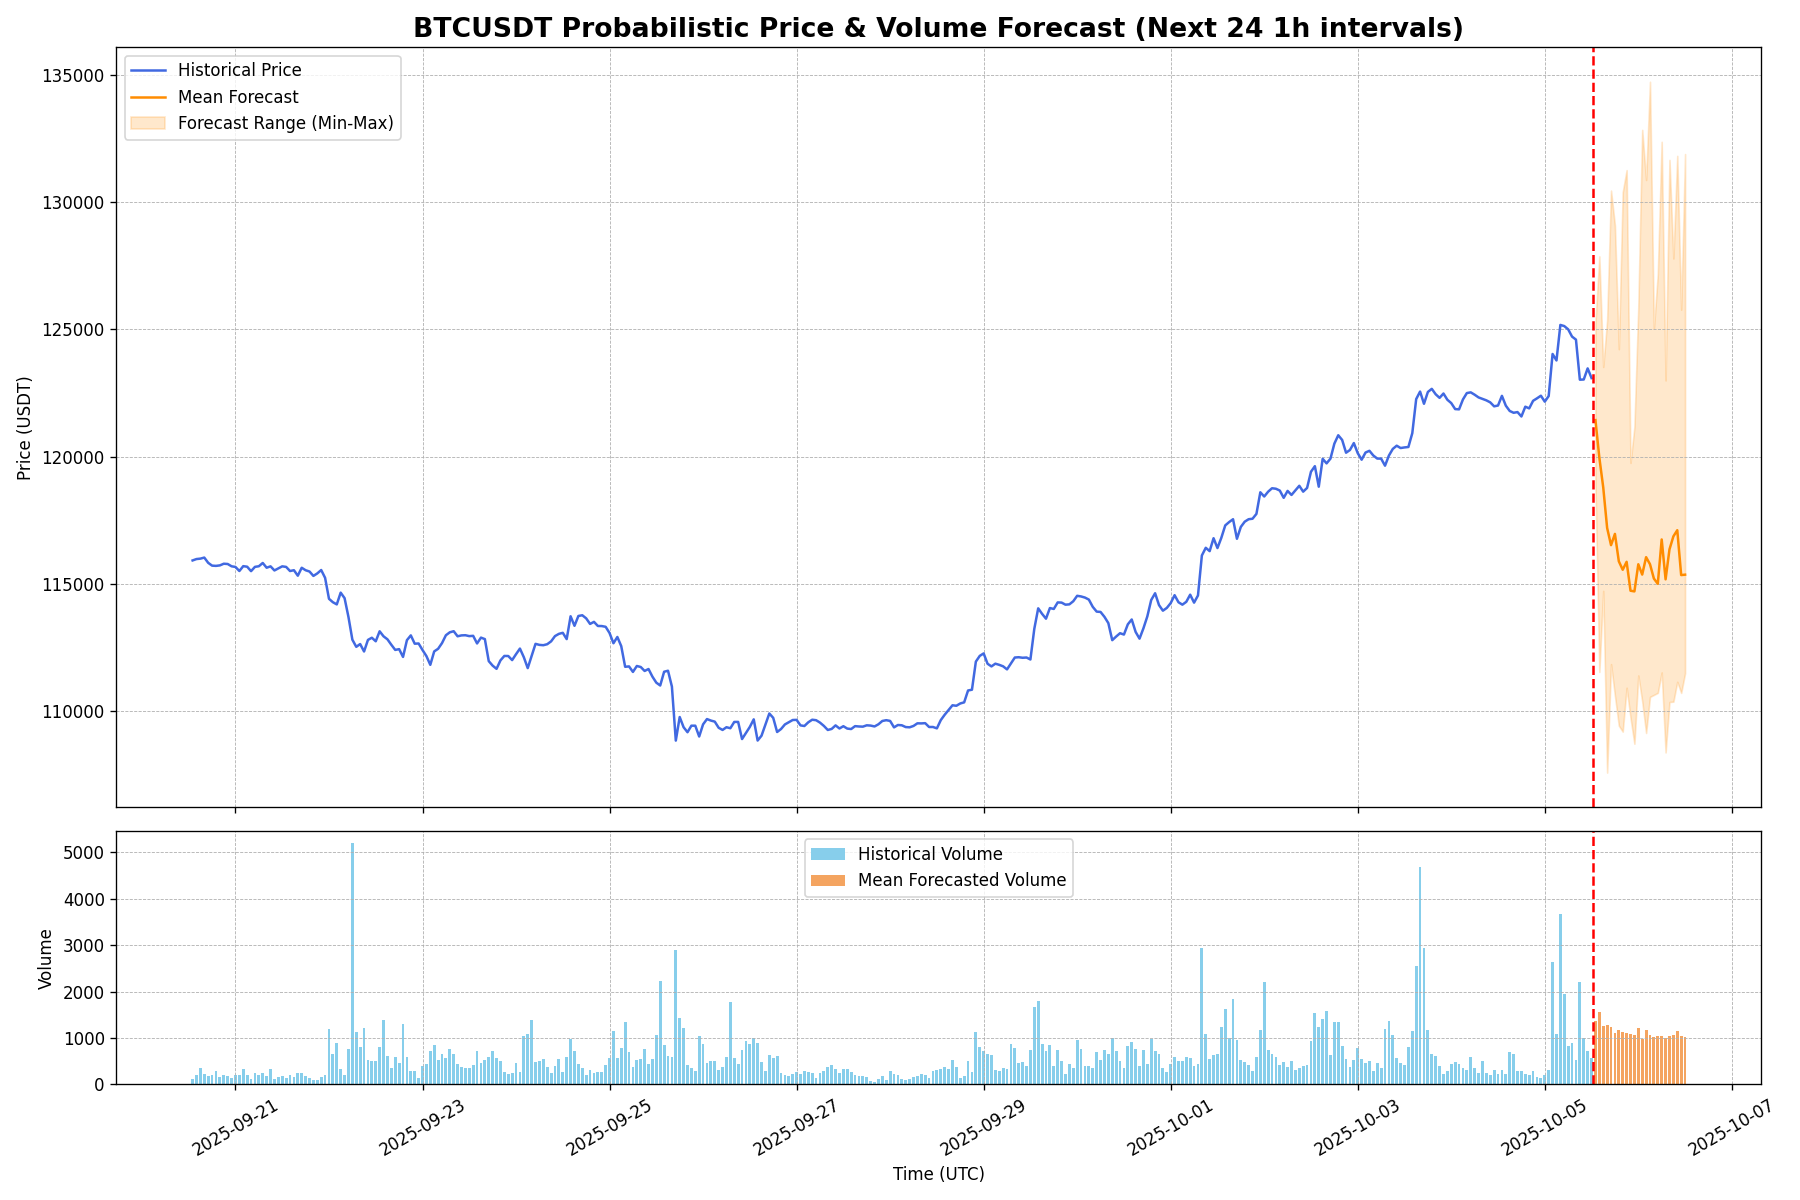 BTCUSDT Probabilistic Price & Volume Forecast (Next 24 1h intervals)
Historical Price
Mean Forecast
Forecast Range (Min-Max)
Price (USDT)
135000
130000
125000
120000
115000
110000
Historical Volume
Mean Forecasted Volume
Volume
5000
4000
3000
2000
1000
0
2025-09-21
2025-09-23
2025-09-25
2025-09-27
2025-09-29
2025-10-01
2025-10-03
2025-10-05
2025-10-07
Time (UTC)